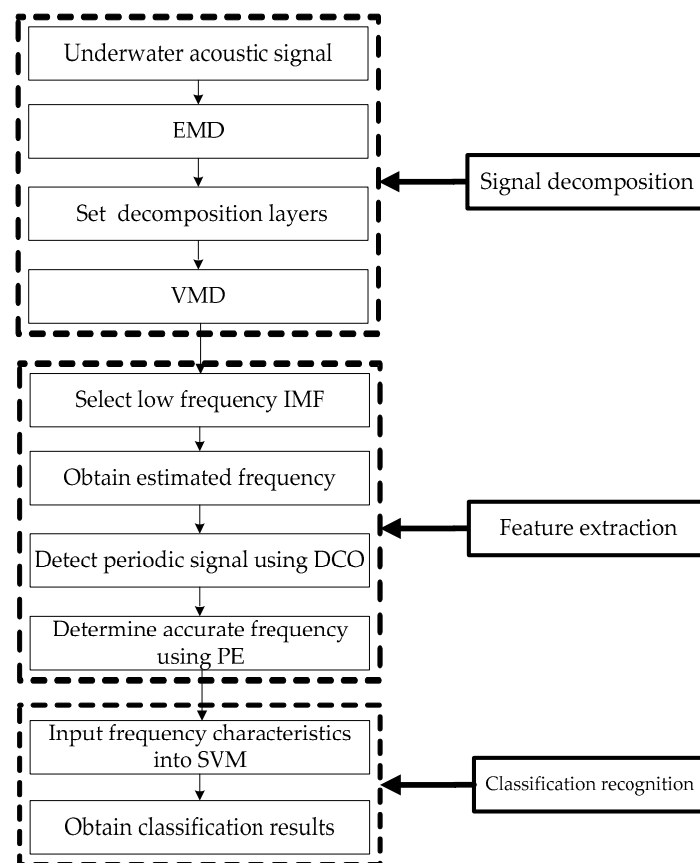 Underwater acoustic signal
EMD
Set decomposition layers
VMD
Signal decomposition
Select low frequency IMF
Obtain estimated frequency
Detect periodic signal using DCO
Determine accurate frequency
using PE
Feature extraction
Input frequency characteristics
into SVM
Obtain classification results
Classification recognition